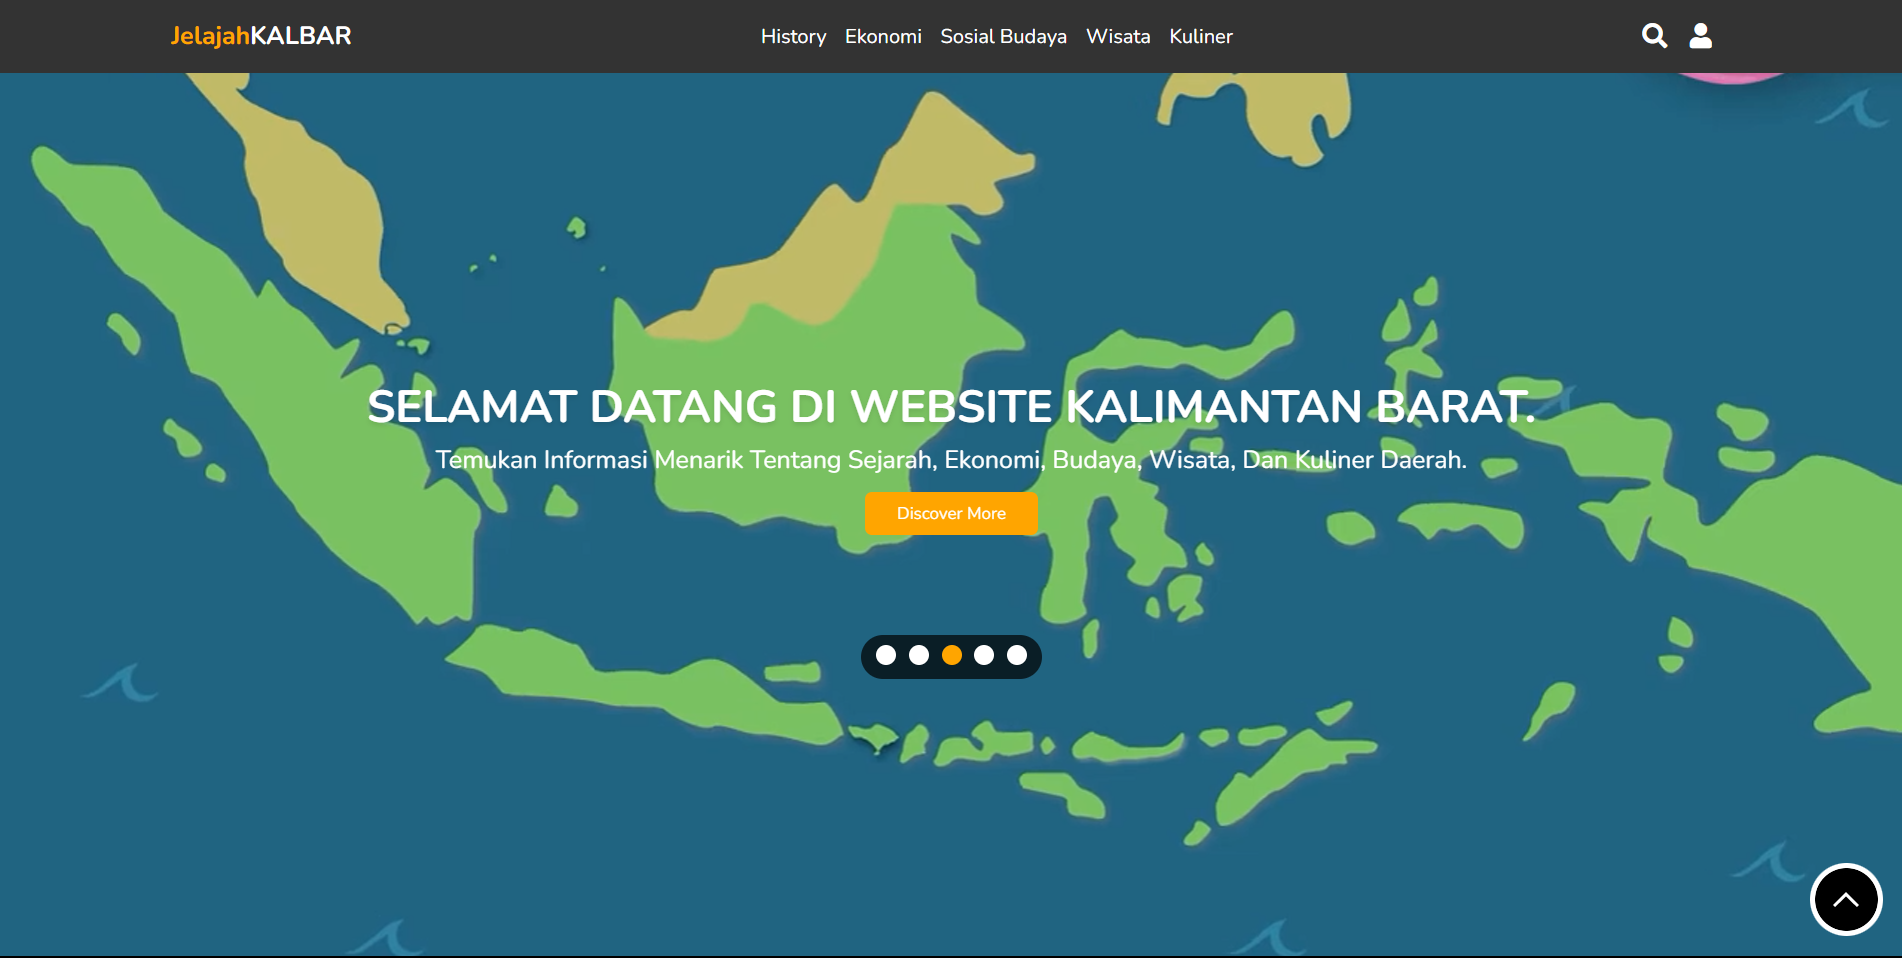 JelajahKALBAR
History Ekonomi Sosial Budaya Wisata Kuliner
SELAMAT DATANG DI WEBSITE KALIMANTAN BARAT.
Temukan Informasi Menarik Tentang Sejarah, Ekonomi, Budaya, Wisata, Dan Kuliner Daerah.
Discover More